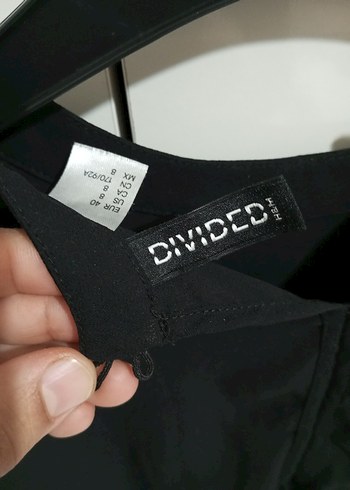 EUR 40
US 8
CA 8
CN 170/92A
MX 8
DIVIDED
H&M